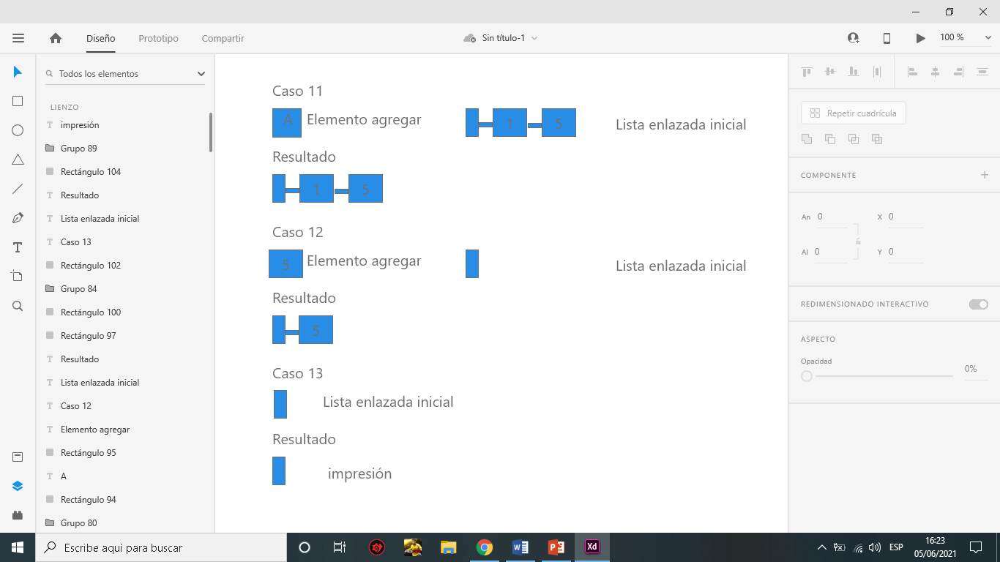 Diseño Prototipo Compartir Sin título-1 100 %
Todos los elementos
LIENZO
impresión
Grupo 89
Rectángulo 104
Resultado
Lista enlazada inicial
Caso 13
Rectángulo 102
Grupo 84
Rectángulo 100
Rectángulo 97
Resultado
Lista enlazada inicial
Caso 12
Elemento agregar
Rectángulo 95
A
Rectángulo 94
Grupo 80
Caso 11
A Elemento agregar 1 5 Lista enlazada inicial
Resultado
1 5
Caso 12
5 Elemento agregar Lista enlazada inicial
Resultado
5
Caso 13
Lista enlazada inicial
Resultado
impresión
Repetir cuadrícula
COMPONENTE
An 0 X 0
Al 0 Y 0
REDIMENSIONADO INTERACTIVO
ASPECTO
Opacidad
0%
Escribe aquí para buscar
Xd
ESP
16:23
05/06/2021